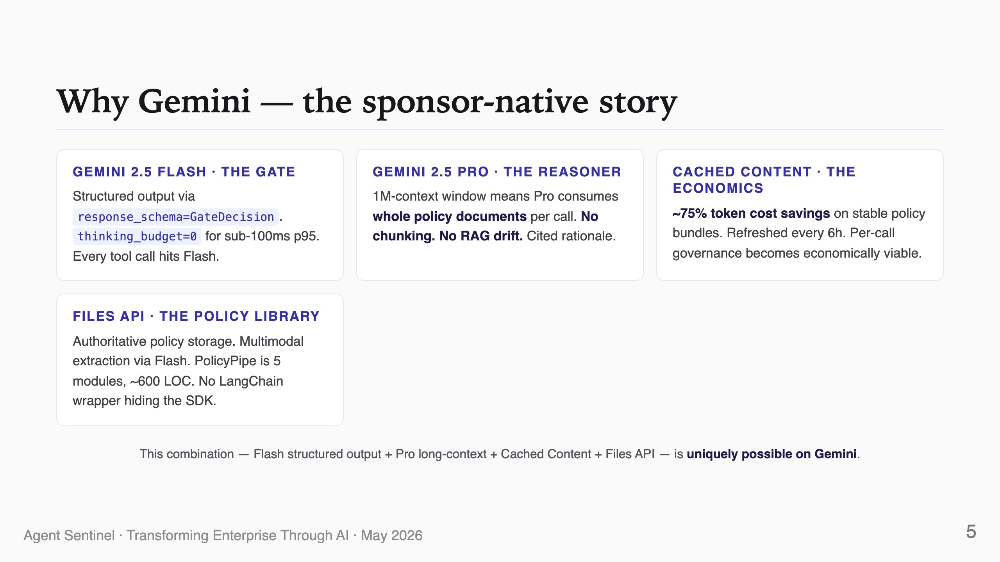 Why Gemini — the sponsor-native story
GEMINI 2.5 FLASH · THE GATE
Structured output via
response_schema=GateDecision.
thinking_budget=0 for sub-100ms p95.
Every tool call hits Flash.
GEMINI 2.5 PRO · THE REASONER
1M-context window means Pro consumes
whole policy documents per call. No
chunking. No RAG drift. Cited rationale.
CACHED CONTENT · THE
ECONOMICS
~75% token cost savings on stable policy
bundles. Refreshed every 6h. Per-call
governance becomes economically viable.
FILES API · THE POLICY LIBRARY
Authoritative policy storage. Multimodal
extraction via Flash. PolicyPipe is 5
modules, ~600 LOC. No LangChain
wrapper hiding the SDK.
This combination — Flash structured output + Pro long-context + Cached Content + Files API — is uniquely possible on Gemini.
Agent Sentinel · Transforming Enterprise Through AI · May 2026
5